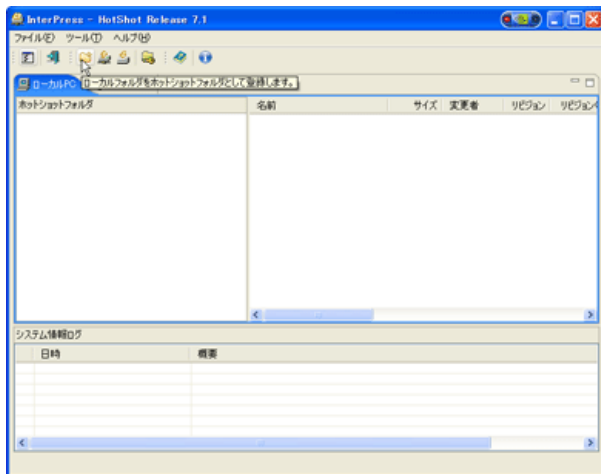 InterPress - HotShot Release 7.1
ファイル(F) ツール(T) ヘルプ(H)
ローカルPC
ローカルフォルダをホットショットフォルダとして登録します。
ホットショットフォルダ
名前 サイズ 変更者 リビジョン リビジョン
システム情報ログ
日時 概要